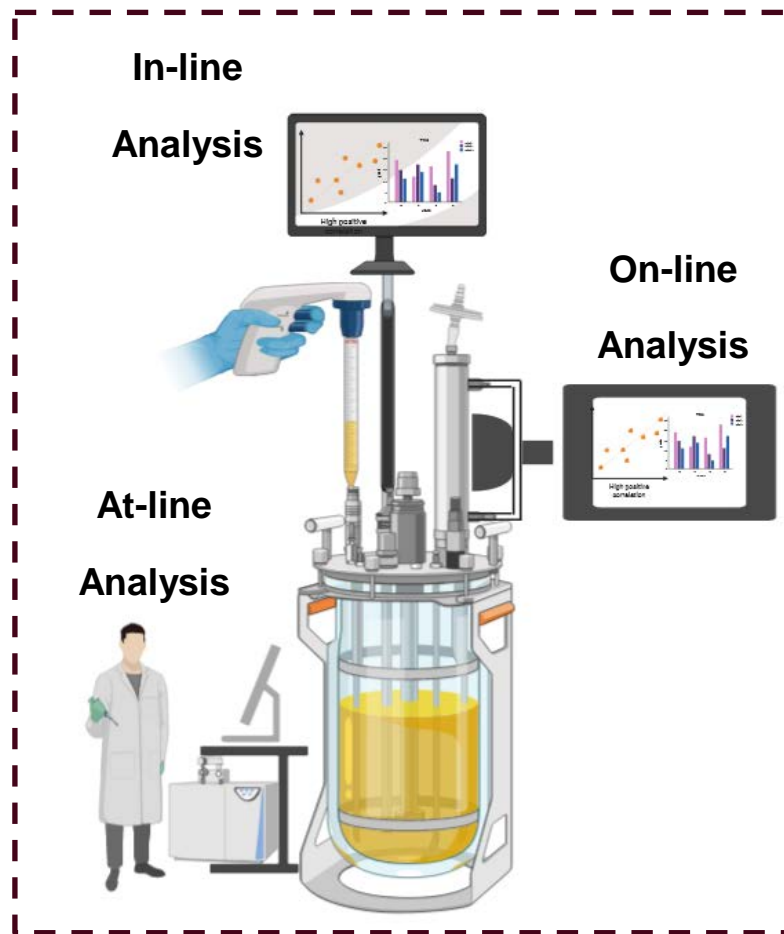 In-line
Analysis
High positive
correlation
On-line
Analysis
High positive
correlation
At-line
Analysis